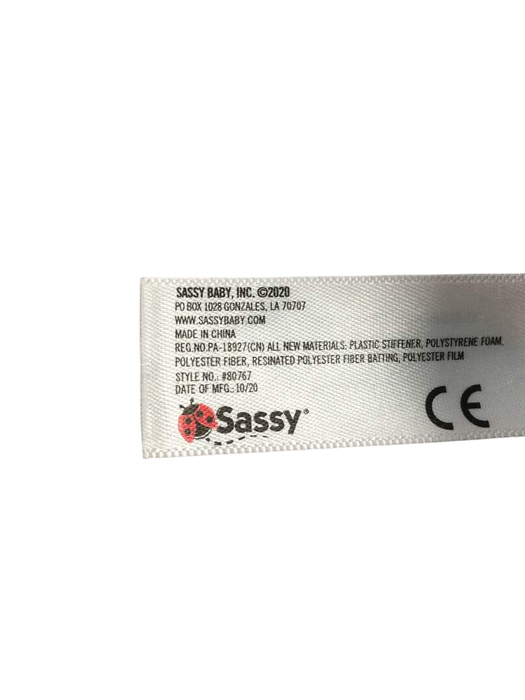 SASSY BABY, INC. ©2020
PO BOX 1028 GONZALES, LA 70707
WWW.SASSYBABY.COM
MADE IN CHINA
REG.NO.PA-18927(CN) ALL NEW MATERIALS: PLASTIC STIFFENER, POLYSTYRENE FOAM,
POLYESTER FIBER, RESINATED POLYESTER FIBER BATTING, POLYESTER FILM
STYLE NO.: #80767
DATE OF MFG.: 10/20
Sassy®
CE